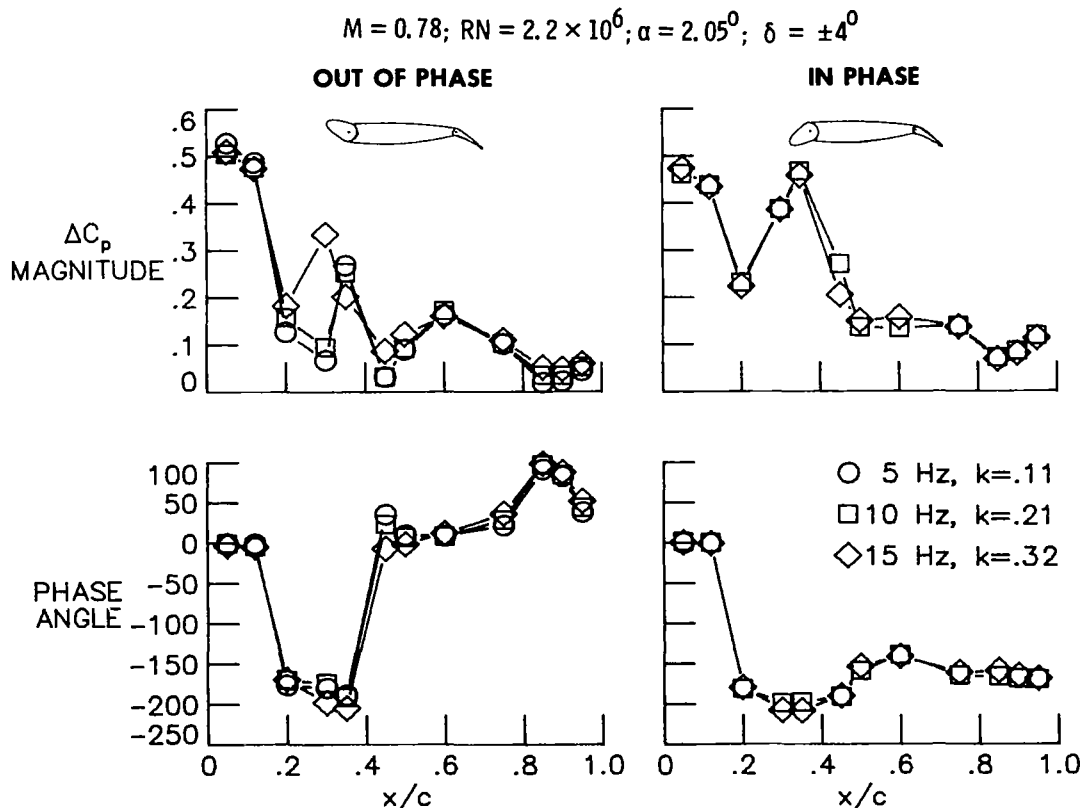 M = 0.78; RN = 2.2 × 10⁶; α = 2.05⁰; δ = ±4⁰
OUT OF PHASE
IN PHASE
.6
.5
.4
.3
.2
.1
0
ΔCₚ
MAGNITUDE
100
50
0
-50
-100
-150
-200
-250
PHASE
ANGLE
○ 5 Hz, k=.11
□ 10 Hz, k=.21
◇ 15 Hz, k=.32
0 .2 .4 .6 .8 1.0
0 .2 .4 .6 .8 1.0
x/c
x/c